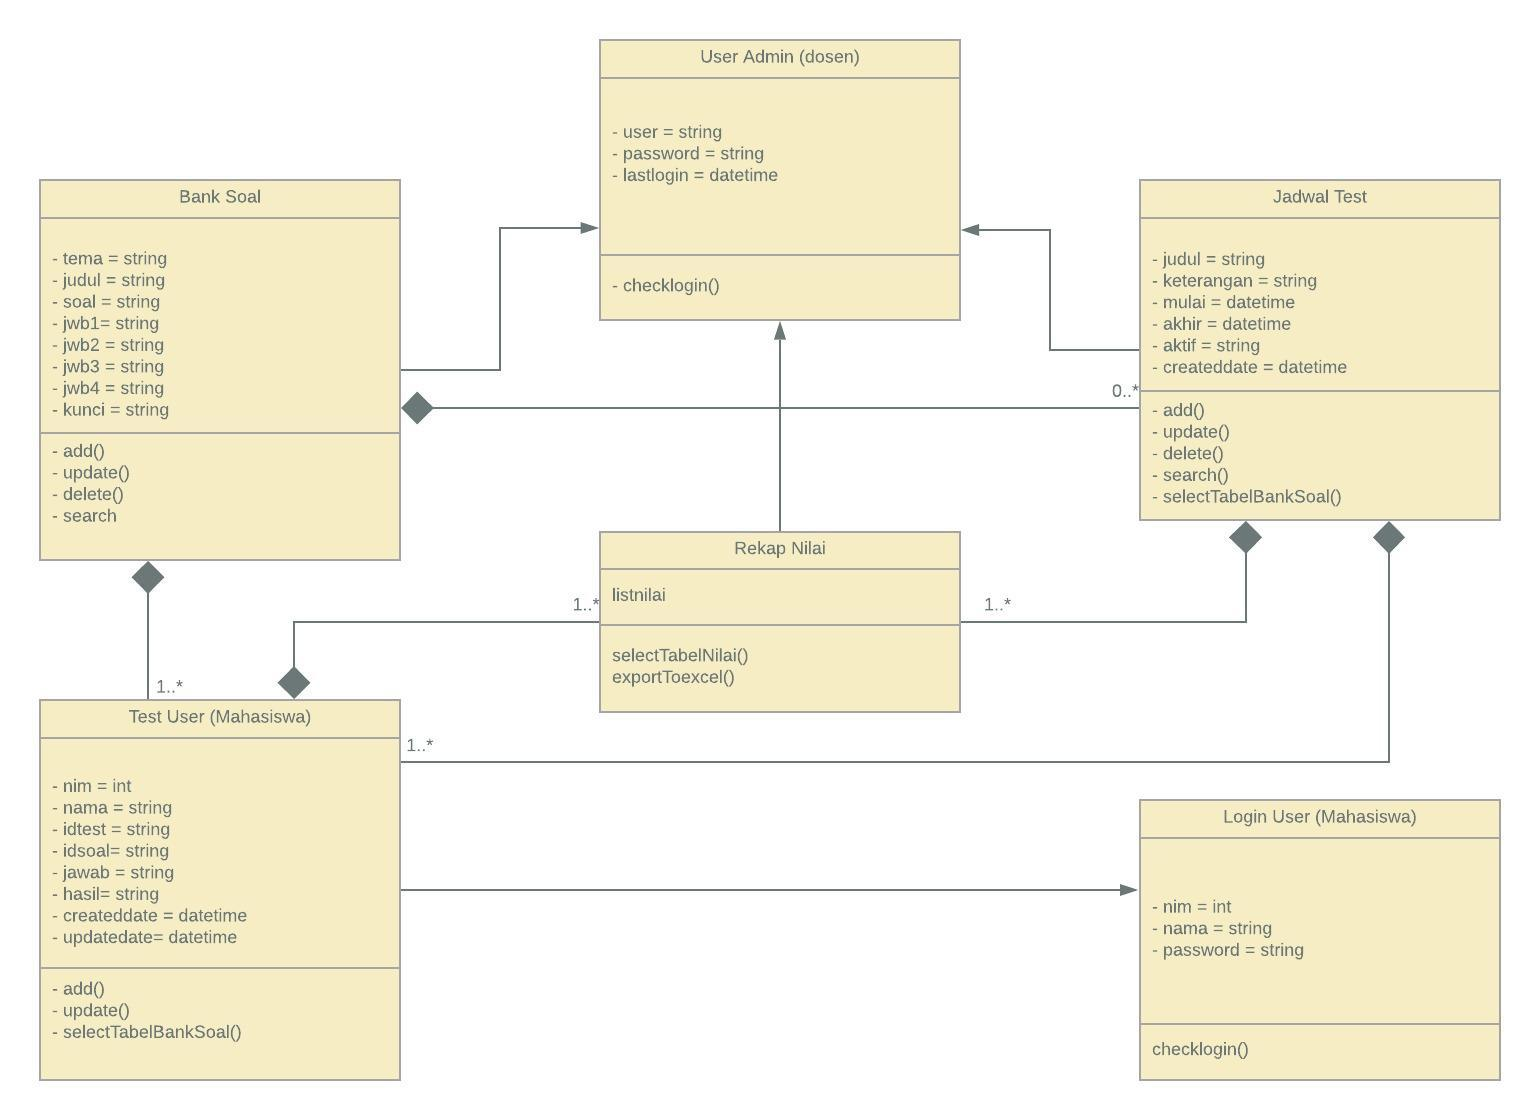 User Admin (dosen)
- user = string
- password = string
- lastlogin = datetime
- checklogin()
Bank Soal
- tema = string
- judul = string
- soal = string
- jwb1= string
- jwb2 = string
- jwb3 = string
- jwb4 = string
- kunci = string
- add()
- update()
- delete()
- search
Jadwal Test
- judul = string
- keterangan = string
- mulai = datetime
- akhir = datetime
- aktif = string
- createddate = datetime
0..*
- add()
- update()
- delete()
- search()
- selectTabelBankSoal()
Rekap Nilai
listnilai
1..*
1..*
selectTabelNilai()
exportToexcel()
1..*
Test User (Mahasiswa)
1..*
- nim = int
- nama = string
- idtest = string
- idsoal= string
- jawab = string
- hasil= string
- createddate = datetime
- updatedate= datetime
- add()
- update()
- selectTabelBankSoal()
Login User (Mahasiswa)
- nim = int
- nama = string
- password = string
checklogin()